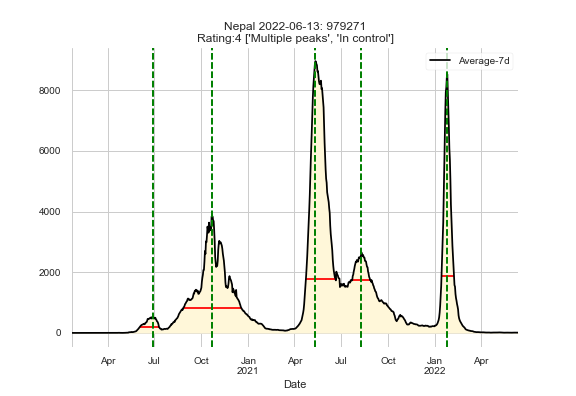 Nepal 2022-06-13: 979271
Rating:4 ['Multiple peaks', 'In control']
Average-7d
8000
6000
4000
2000
0
Apr Jul Oct Jan Apr Jul Oct Jan Apr
2021 2022
Date